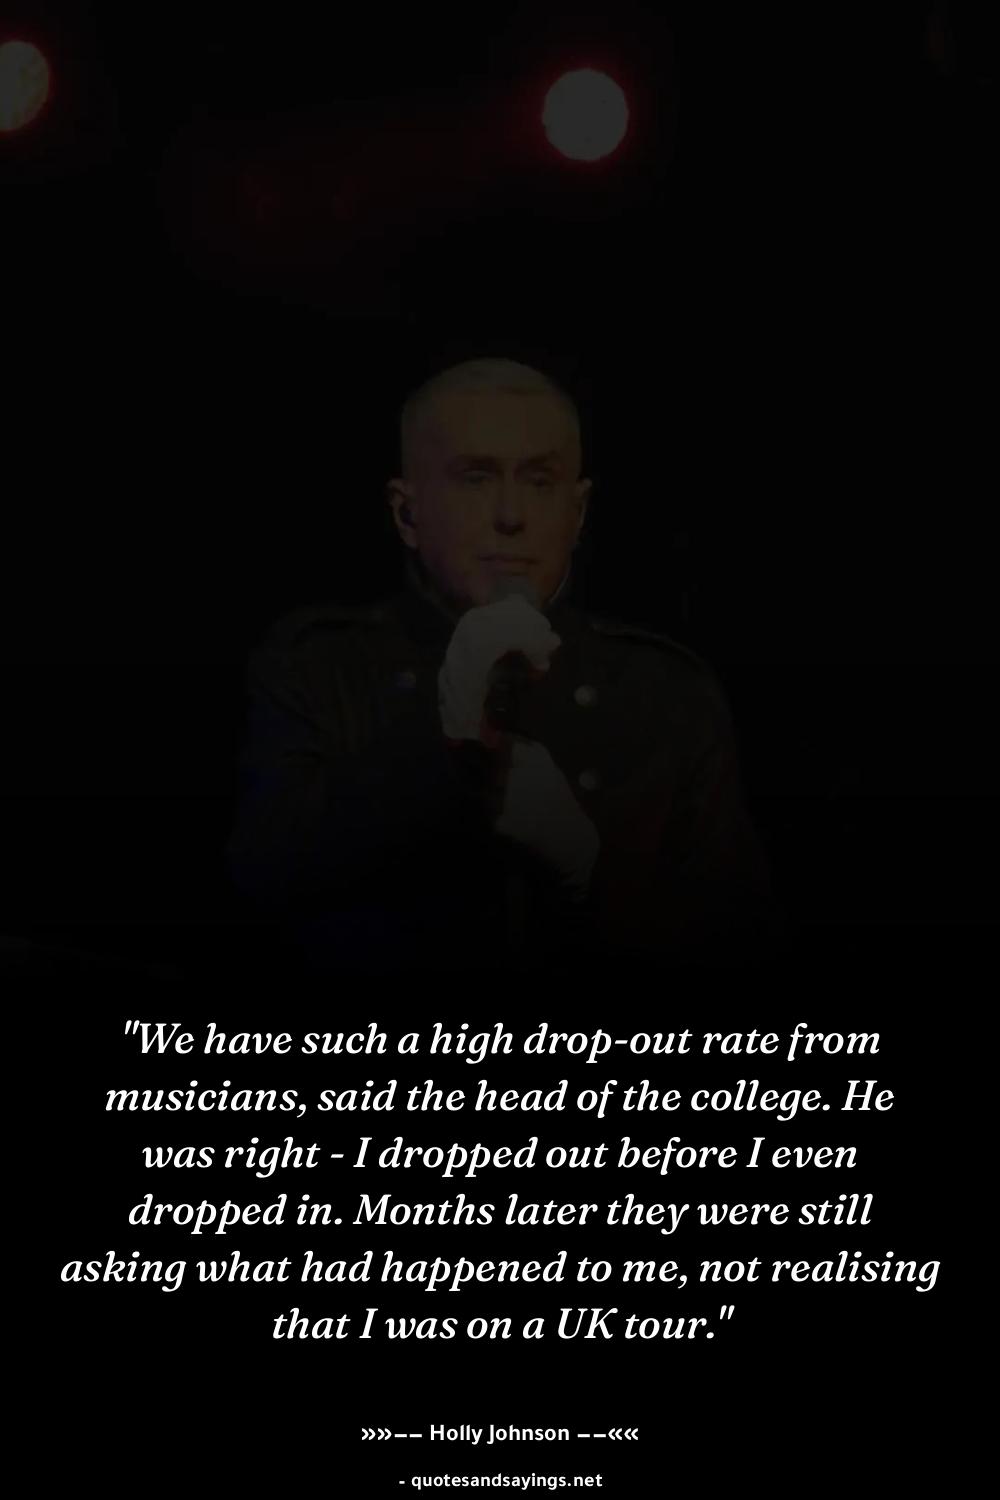 "We have such a high drop-out rate from
musicians, said the head of the college. He
was right - I dropped out before I even
dropped in. Months later they were still
asking what had happened to me, not realising
that I was on a UK tour."
»»−− Holly Johnson −−««
- quotesandsayings.net